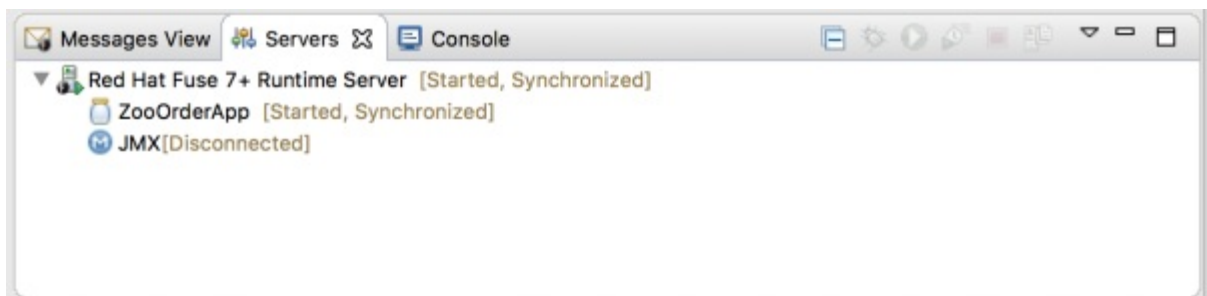 Messages View Servers Console
Red Hat Fuse 7+ Runtime Server [Started, Synchronized]
ZooOrderApp [Started, Synchronized]
JMX[Disconnected]